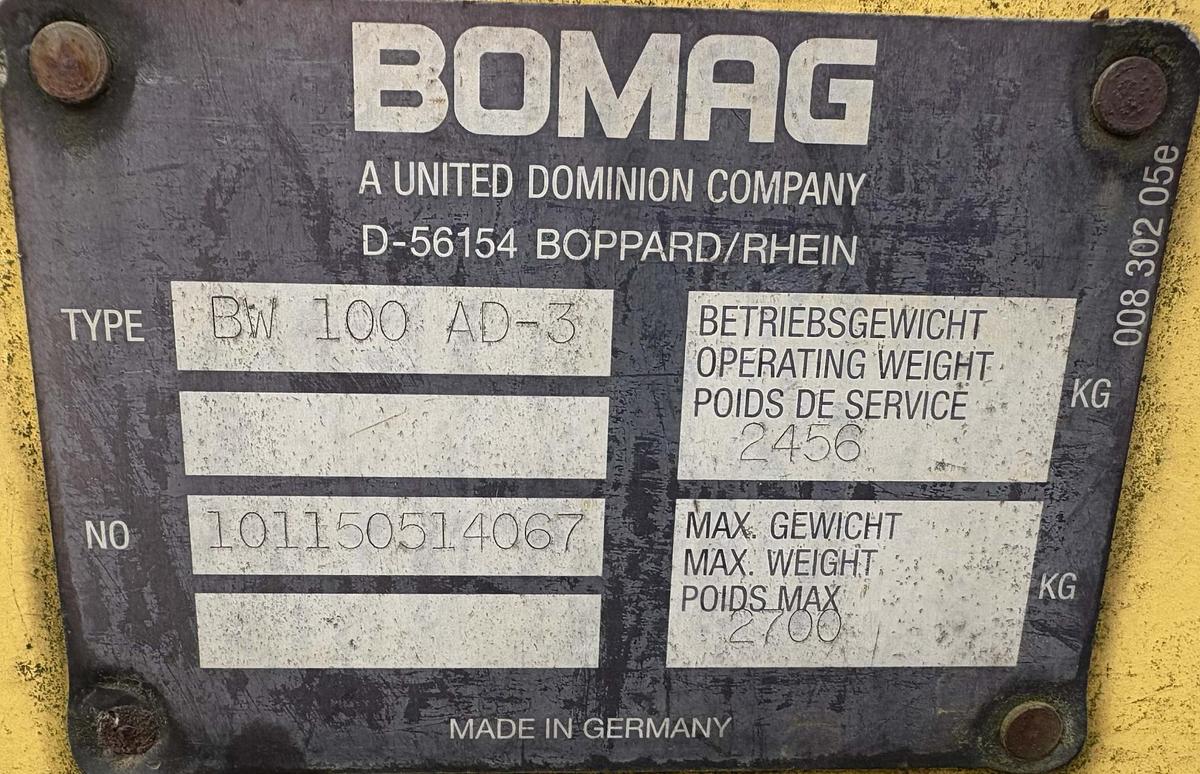 BOMAG
A UNITED DOMINION COMPANY
D-56154 BOPPARD/RHEIN
008 302 05e
TYPE BW 100 AD-3
NO 101150514067
BETRIEBSGEWICHT
OPERATING WEIGHT
POIDS DE SERVICE
2456 KG
MAX. GEWICHT
MAX. WEIGHT
POIDS MAX
2700 KG
MADE IN GERMANY